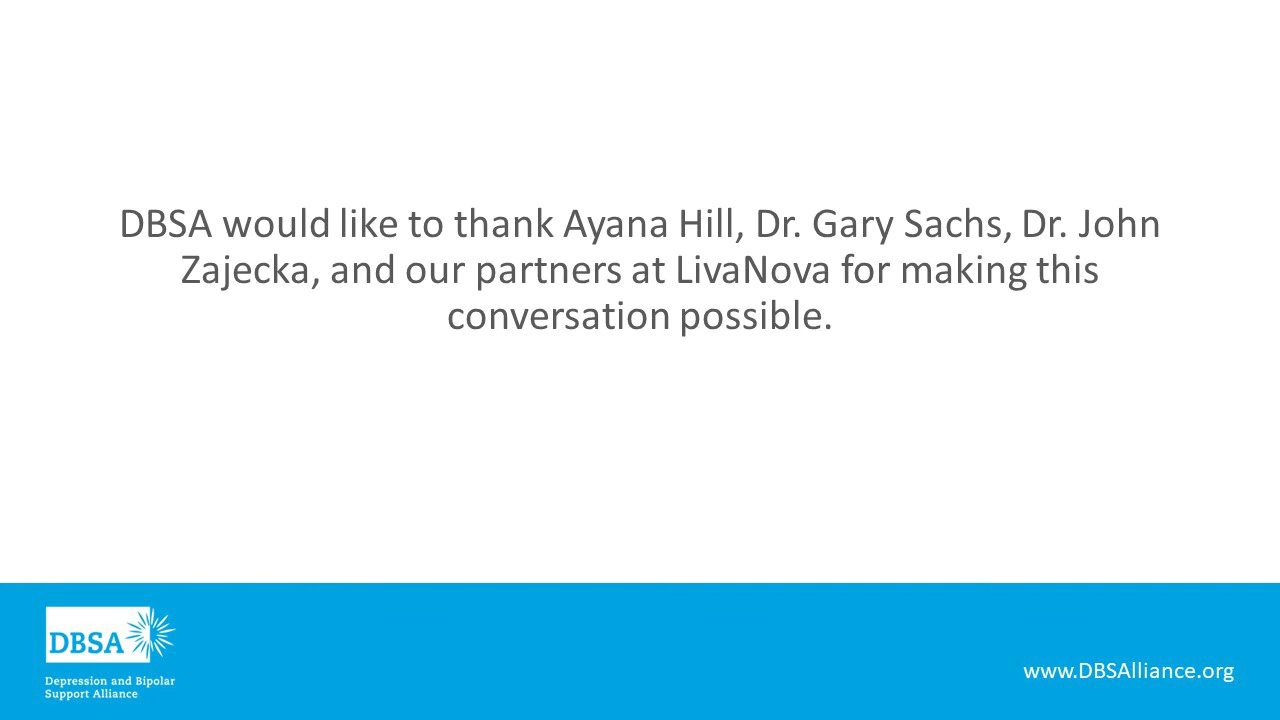 DBSA would like to thank Ayana Hill, Dr. Gary Sachs, Dr. John
Zajecka, and our partners at LivaNova for making this
conversation possible.
DBSA
Depression and Bipolar
Support Alliance
www.DBSAlliance.org